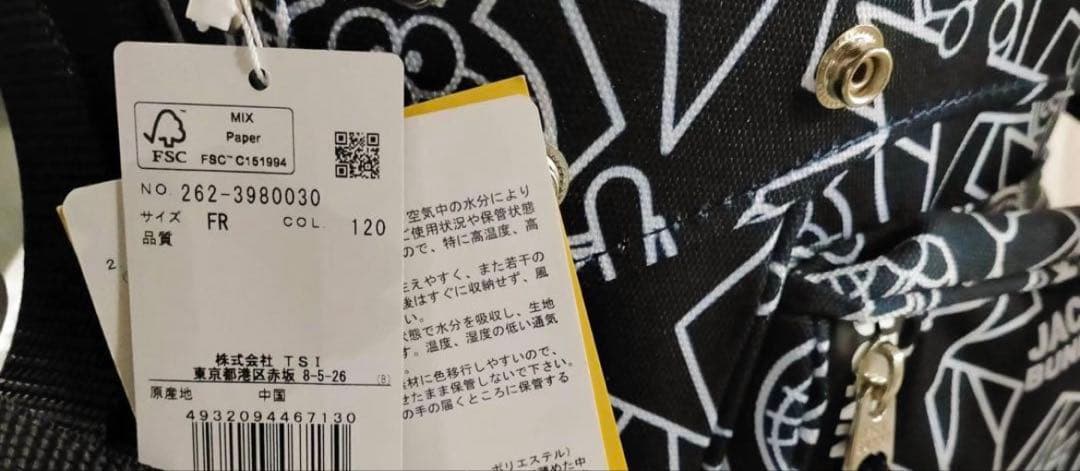 MIX
Paper
FSC
FSC™ C151994
NO. 262-3980030
サイズ FR COL. 120
品質
株式会社 TSI
東京都港区赤坂 8-5-26 (B)
原産地 中国
4932094467130
2
空気中の水分により
ご使用状況や保管状態
ので、特に高温度、高
えやすく、また若干の
後はすぐに収納せず、風
い。
状態で水分を吸収し、生地
す。温度、湿度の低い通気
素材に色移行しやすいので、
せたまま保管しないで下さい。
の手の届くところに保管する
ポリエステル)
JAC
BUN